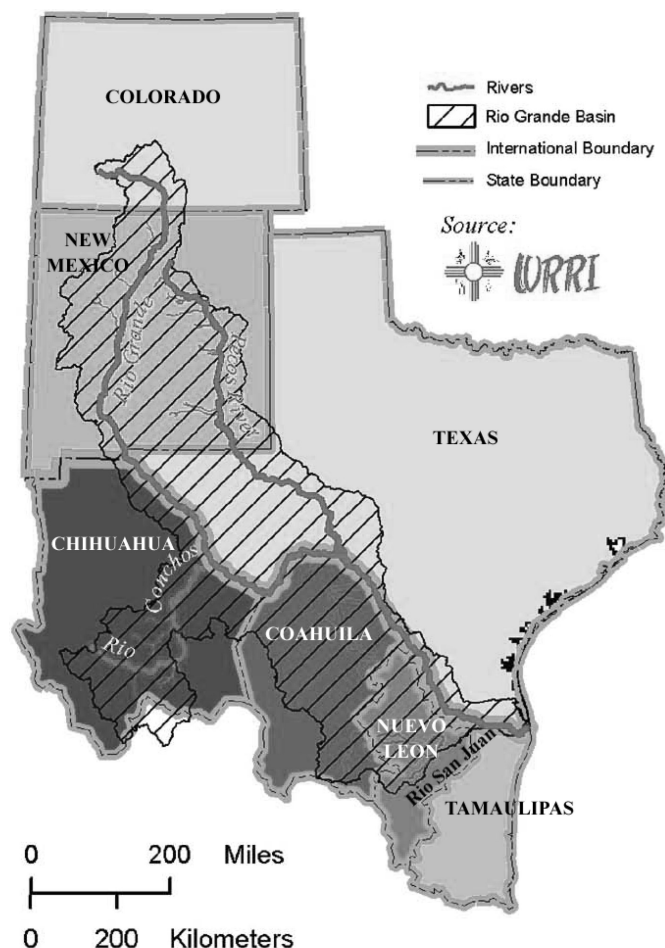 COLORADO
Rivers
Rio Grande Basin
International Boundary
State Boundary
Source:
WRRI
NEW
MEXICO
Rio Grande
Pecos River
TEXAS
CHIHUAHUA
Rio Conchos
COAHUILA
NUEVO
LEON
Rio San Juan
TAMAULIPAS
0 200 Miles
0 200 Kilometers